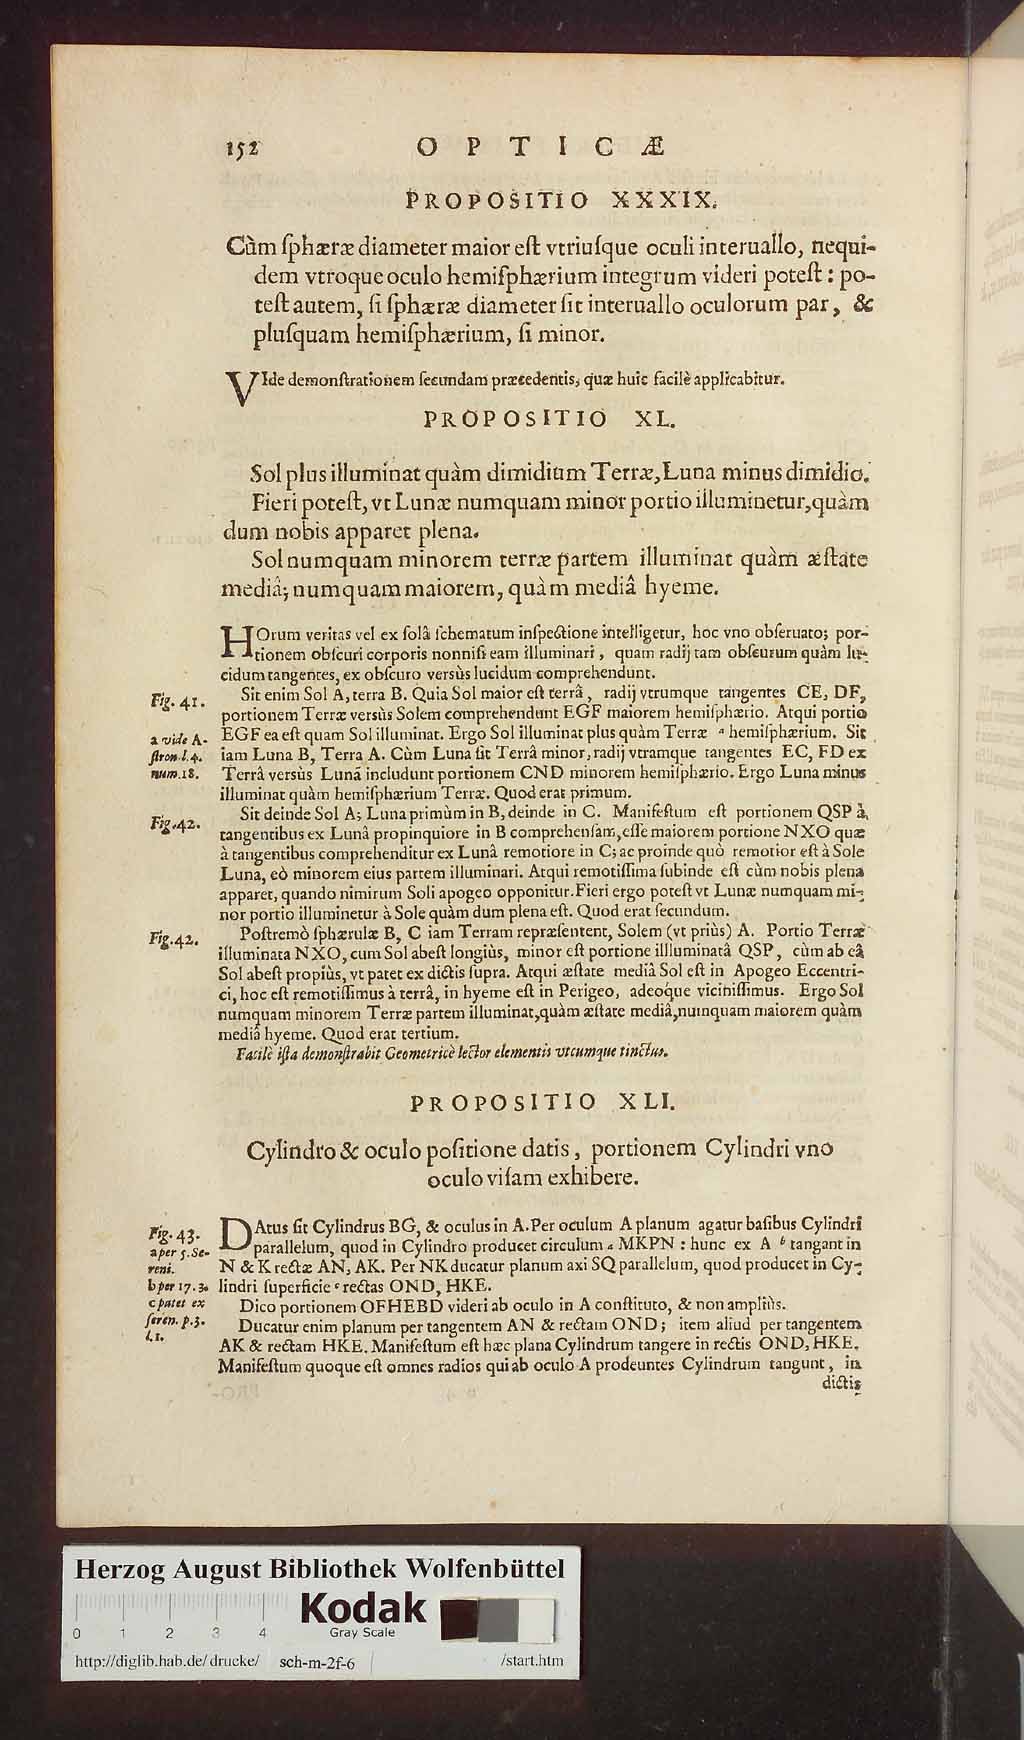 152
OPTICÆ
PROPOSITIO XXXIX.
Cùm ſphæræ diameter maior eſt vtriuſque oculi interuallo, nequi-
dem vtroque oculo hemiſphærium integrum videri poteſt: po-
teſt autem, ſi ſphæræ diameter ſit interuallo oculorum par, &
pluſquam hemiſphærium, ſi minor.
VIde demonſtrationem ſecundam præcedentis, quæ huic facilè applicabitur.
PROPOSITIO XL.
Sol plus illuminat quàm dimidium Terræ, Luna minus dimidio.
Fieri poteſt, vt Lunæ numquam minor portio illuminetur, quàm
dum nobis apparet plena.
Sol numquam minorem terræ partem illuminat quàm æſtate
mediâ; numquam maiorem, quàm mediâ hyeme.
HOrum veritas vel ex ſolâ ſchematum inſpectione intelligetur, hoc vno obſeruato; por-
tionem obſcuri corporis nonniſi eam illuminari, quam radij tam obſcurum quàm lu-
cidum tangentes, ex obſcuro versùs lucidum comprehendunt.
Fig. 41.
Sit enim Sol A, terra B. Quia Sol maior eſt terrâ, radij vtrumque tangentes CE, DF,
portionem Terræ versùs Solem comprehendunt EGF maiorem hemiſphærio. Atqui portio
a vide A-
ſtron. l. 4.
num. 18.
EGF ea eſt quam Sol illuminat. Ergo Sol illuminat plus quàm Terræ a hemiſphærium. Sit
iam Luna B, Terra A. Cùm Luna ſit Terrâ minor, radij vtramque tangentes EC, FD ex
Terrâ versùs Lunã includunt portionem CND minorem hemiſphærio. Ergo Luna minus
illuminat quàm hemiſphærium Terræ. Quod erat primum.
Fig. 42.
Sit deinde Sol A; Luna primùm in B, deinde in C. Manifeſtum eſt portionem QSP à
tangentibus ex Lunâ propinquiore in B comprehenſam, eſſe maiorem portione NXO quæ
à tangentibus comprehenditur ex Lunâ remotiore in C; ac proinde quò remotior eſt à Sole
Luna, eò minorem eius partem illuminari. Atqui remotiſſima ſubinde eſt cùm nobis plena
apparet, quando nimirum Soli apogeo opponitur. Fieri ergo poteſt vt Lunæ numquam mi-
nor portio illuminetur à Sole quàm dum plena eſt. Quod erat ſecundum.
Fig. 42.
Poſtremò ſphærulæ B, C iam Terram repræſentent, Solem (vt priùs) A. Portio Terræ
illuminata NXO, cum Sol abeſt longiùs, minor eſt portione illluminatâ QSP, cùm ab eâ
Sol abeſt propiùs, vt patet ex dictis ſupra. Atqui æſtate mediâ Sol eſt in Apogeo Eccentri-
ci, hoc eſt remotiſſimus à terrâ, in hyeme eſt in Perigeo, adeoque viciniſſimus. Ergo Sol
numquam minorem Terræ partem illuminat, quàm æſtate mediâ, numquam maiorem quàm
mediâ hyeme. Quod erat tertium.
Facilè iſta demonſtrabit Geometricè lector elementis vtcumque tinctus.
PROPOSITIO XLI.
Cylindro & oculo poſitione datis, portionem Cylindri vno
oculo viſam exhibere.
Fig. 43.
a per 5. Se-
reni.
b per 17. 3.
c patet ex
ſeren. p. 3.
l. 1.
DAtus ſit Cylindrus BG, & oculus in A. Per oculum A planum agatur baſibus Cylindri
parallelum, quod in Cylindro producet circulum a MKPN: hunc ex A b tangant in
N & K rectæ AN, AK. Per NK ducatur planum axi SQ parallelum, quod producet in Cy-
lindri ſuperficie c rectas OND, HKE.
Dico portionem OFHEBD videri ab oculo in A conſtituto, & non ampliùs.
Ducatur enim planum per tangentem AN & rectam OND; item aliud per tangentem
AK & rectam HKE. Manifeſtum eſt hæc plana Cylindrum tangere in rectis OND, HKE.
Manifeſtum quoque eſt omnes radios qui ab oculo A prodeuntes Cylindrum tangunt, in
dictis
Herzog August Bibliothek Wolfenbüttel
Kodak
Gray Scale
0 1 2 3 4
http://diglib.hab.de/drucke/ sch-m-2f-6 /start.htm